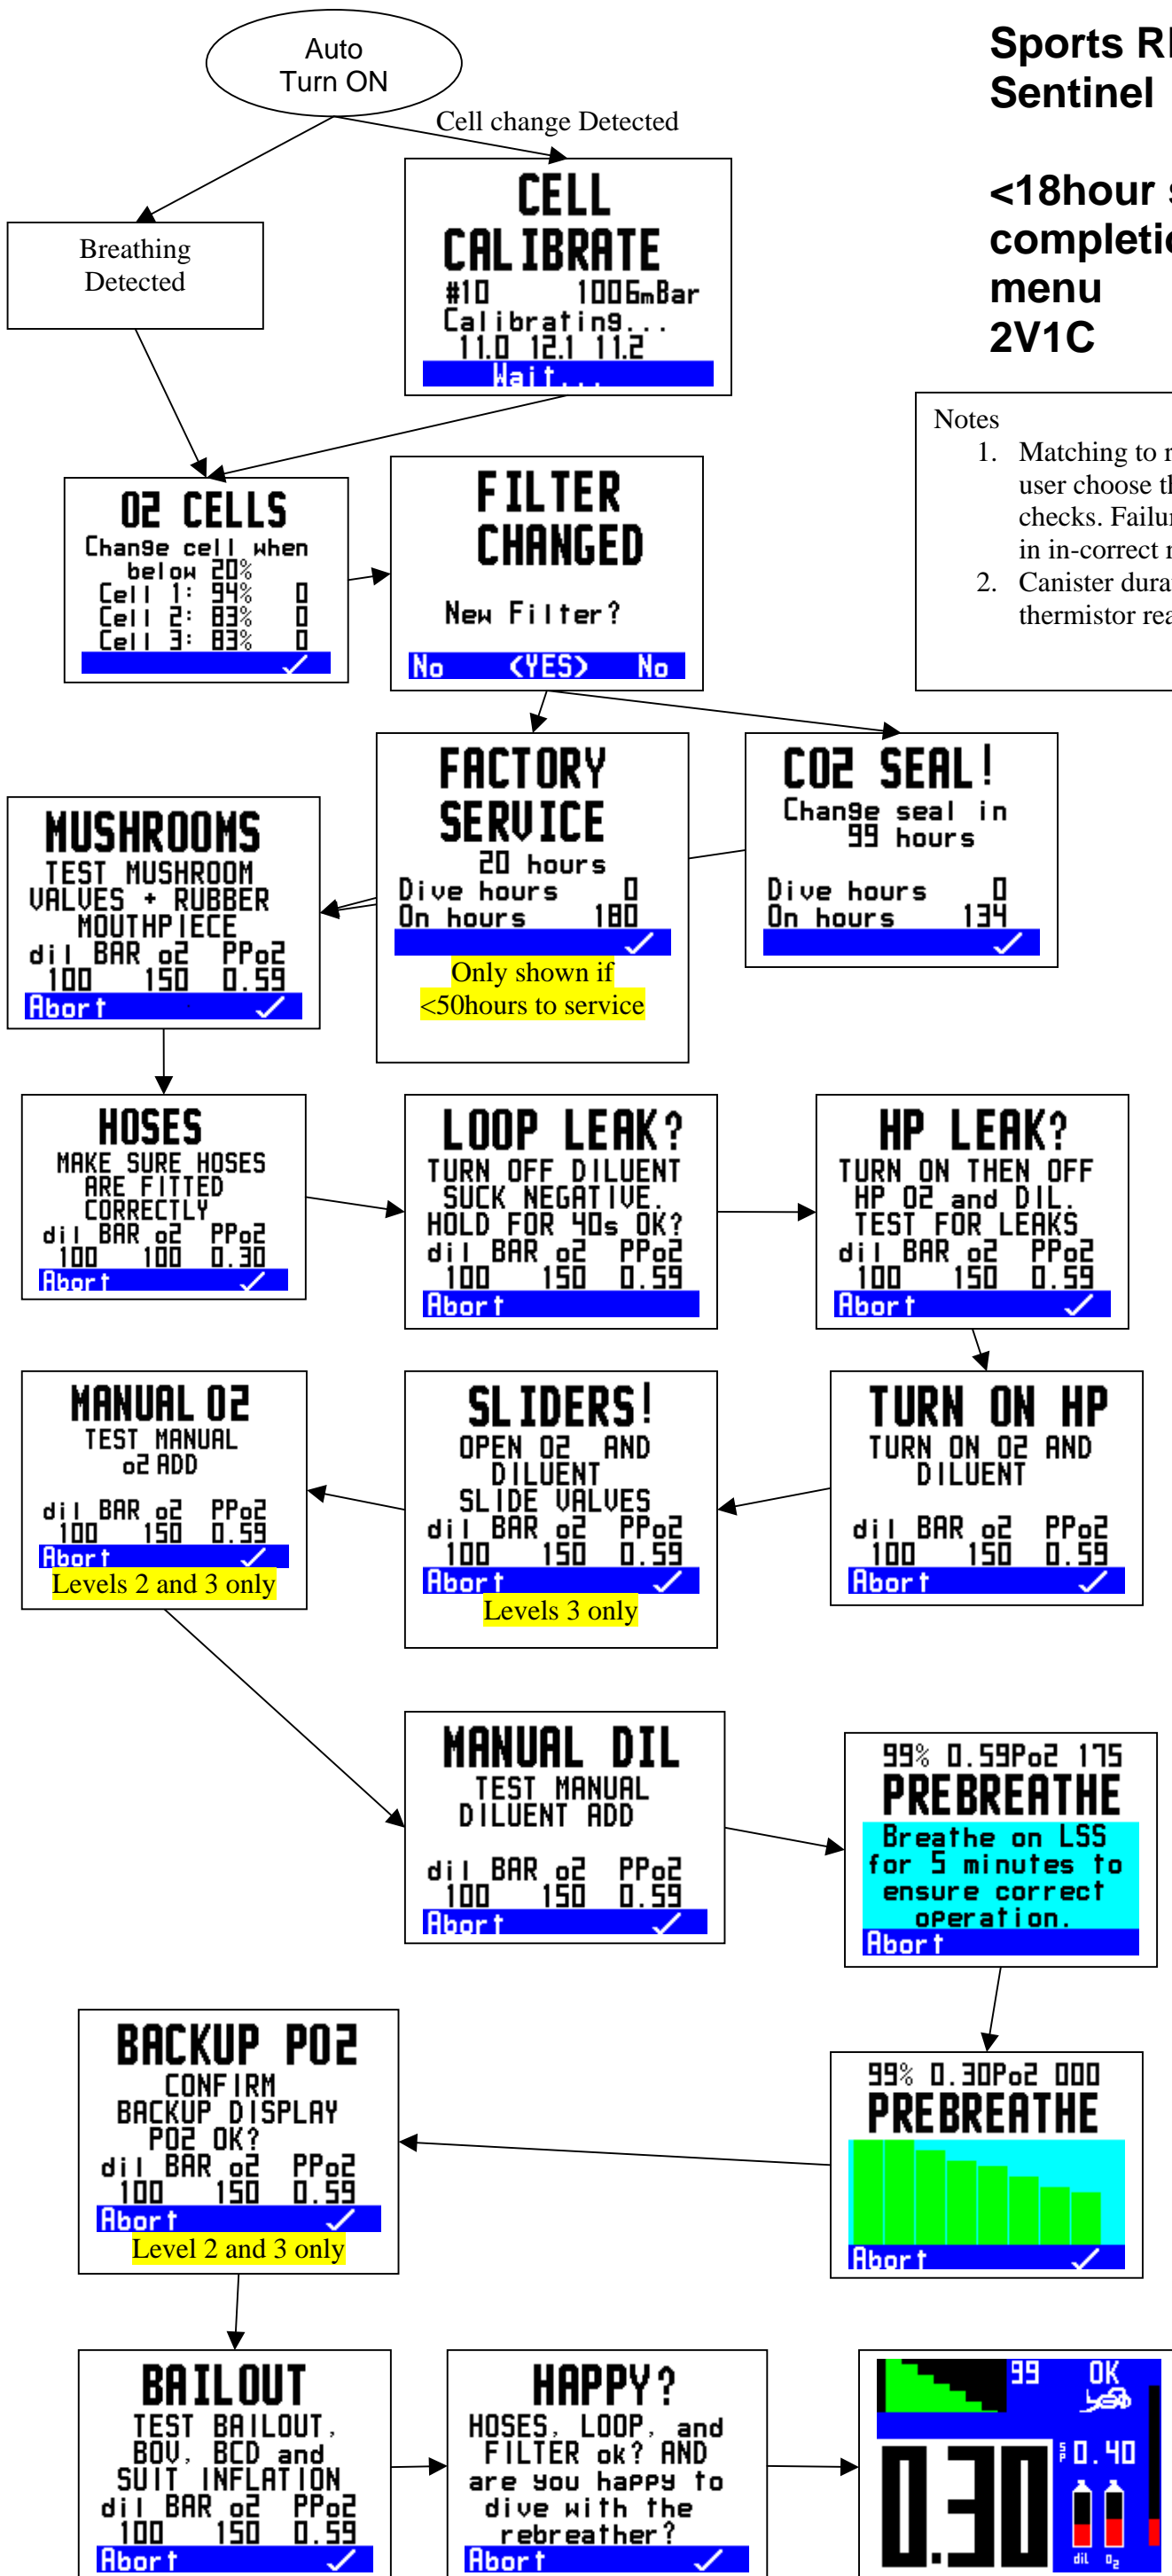 Auto
Turn ON
Sports
Sentinel
<18hour
menu
2V1C
Cell change Detected
Breathing
Detected
CELL
CALIBRATE
#10 1006mBar
Calibrating...
11.0 12.1 11.2
Wait...
Notes
1. Matching to
user choose
checks.
in in-correct
2. Canister
thermistor
O2 CELLS
Change cell when
below 20%
Cell 1: 94% 0
Cell 2: 83% 0
Cell 3: 83% 0
FILTER
CHANGED
New Filter?
No <YES> No
FACTORY
SERVICE
20 hours
Dive hours 0
On hours 180
Only shown if
<50hours to service
CO2 SEAL!
Change seal in
99 hours
Dive hours 0
On hours 134
MUSHROOMS
TEST MUSHROOM
VALVES + RUBBER
MOUTHPIECE
dil BAR o2 PPo2
100 150 0.59
Abort
HOSES
MAKE SURE HOSES
ARE FITTED
CORRECTLY
dil BAR o2 PPo2
100 100 0.30
Abort
LOOP LEAK?
TURN OFF DILUENT
SUCK NEGATIVE.
HOLD FOR 40s OK?
dil BAR o2 PPo2
100 150 0.59
Abort
HP LEAK?
TURN ON THEN OFF
HP O2 and DIL.
TEST FOR LEAKS
dil BAR o2 PPo2
100 150 0.59
Abort
MANUAL O2
TEST MANUAL
o2 ADD
dil BAR o2 PPo2
100 150 0.59
Abort
Levels 2 and 3 only
SLIDERS!
OPEN O2 AND
DILUENT
SLIDE VALVES
dil BAR o2 PPo2
100 150 0.59
Abort
Levels 3 only
TURN ON HP
TURN ON O2 AND
DILUENT
dil BAR o2 PPo2
100 150 0.59
Abort
MANUAL DIL
TEST MANUAL
DILUENT ADD
dil BAR o2 PPo2
100 150 0.59
Abort
99% 0.59Po2 175
PREBREATHE
Breathe on LSS
for 5 minutes to
ensure correct
operation.
Abort
BACKUP PO2
CONFIRM
BACKUP DISPLAY
PO2 OK?
dil BAR o2 PPo2
100 150 0.59
Abort
Level 2 and 3 only
99% 0.30Po2 000
PREBREATHE
Abort
BAILOUT
TEST BAILOUT,
BOV, BCD and
SUIT INFLATION
dil BAR o2 PPo2
100 150 0.59
Abort
HAPPY?
HOSES, LOOP, and
FILTER ok? AND
are you happy to
dive with the
rebreather?
Abort
99 OK
SP 0.40
0.30
dil o2